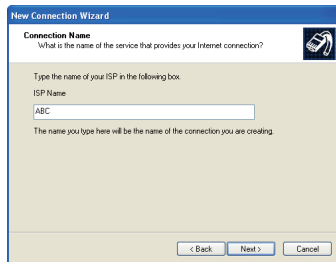 New Connection Wizard
Connection Name
What is the name of the service that provides your Internet connection?
Type the name of your ISP in the following box.
ISP Name
ABC
The name you type here will be the name of the connection you are creating.
< Back
Next >
Cancel